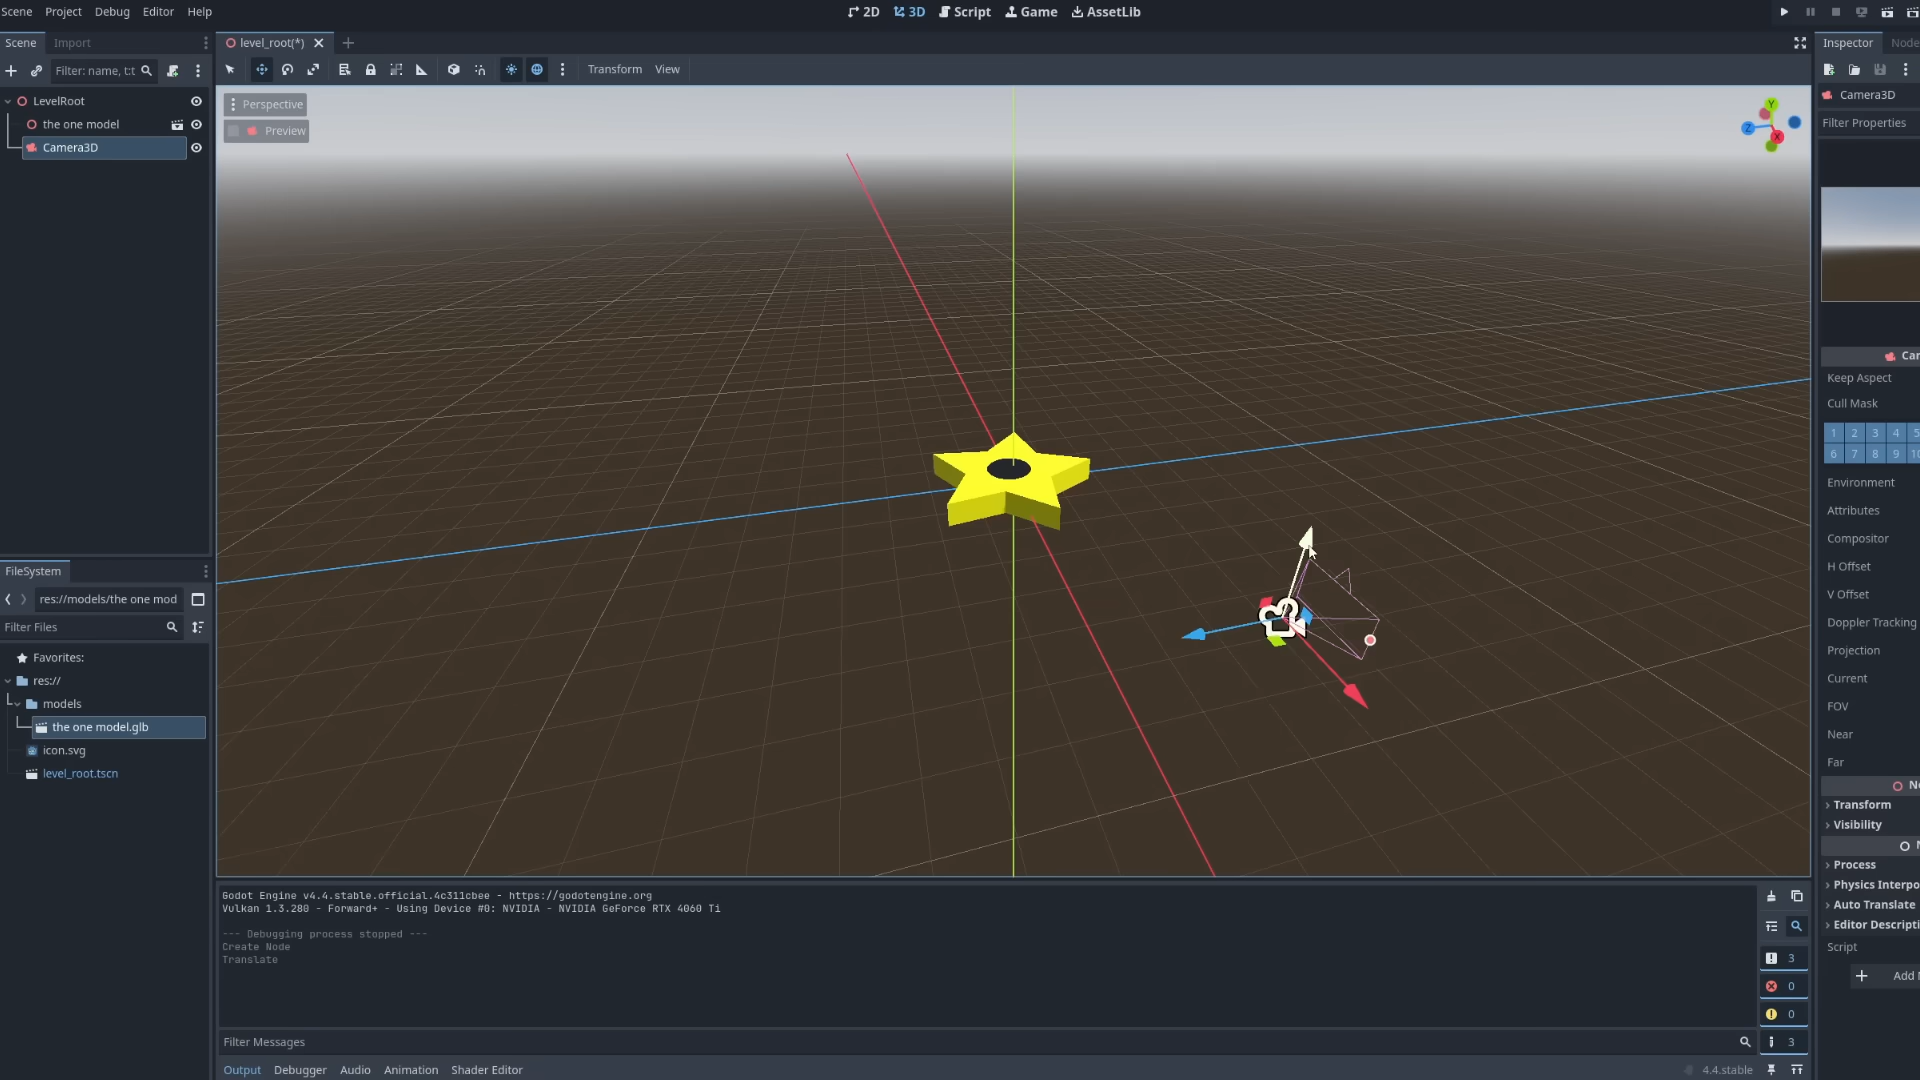 Scene Project Debug Editor Help
2D 3D Script Game AssetLib
Scene Import
Filter: name, t:t
LevelRoot
the one model
Camera3D
level_root(*)
Transform View
Perspective
Preview
Y
Z
X
FileSystem
res://models/the one mod
Filter Files
Favorites:
res://
models
the one model.glb
icon.svg
level_root.tscn
Godot Engine v4.4.stable.official.4c311cbee - https://godotengine.org
Vulkan 1.3.280 - Forward+ - Using Device #0: NVIDIA - NVIDIA GeForce RTX 4060 Ti
--- Debugging process stopped ---
Create Node
Translate
3
0
0
3
Filter Messages
Output Debugger Audio Animation Shader Editor
4.4.stable
Inspector Node
Camera3D
Filter Properties
Car
Keep Aspect
Cull Mask
1 2 3 4 5
6 7 8 9 10
Environment
Attributes
Compositor
H Offset
V Offset
Doppler Tracking
Projection
Current
FOV
Near
Far
No
Transform
Visibility
Process
Physics Interpo
Auto Translate
Editor Descripti
Script
Add